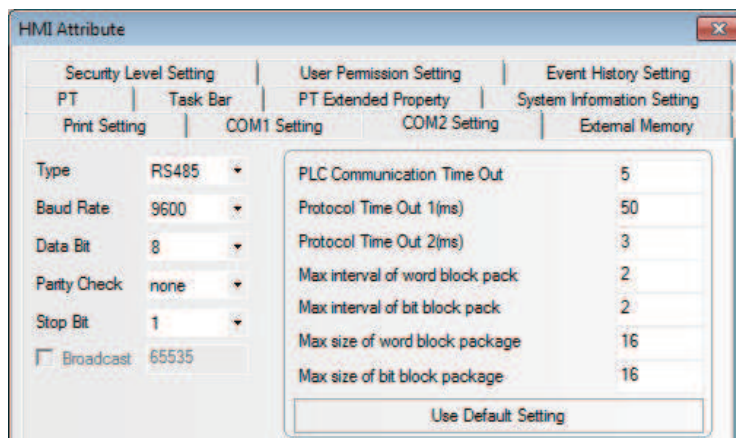 HMI Attribute
Security Level Setting User Permission Setting Event History Setting
PT Task Bar PT Extended Property System Information Setting
Print Setting COM1 Setting COM2 Setting External Memory
Type RS485
Baud Rate 9600
Data Bit 8
Parity Check none
Stop Bit 1
Broadcast 65535
PLC Communication Time Out 5
Protocol Time Out 1(ms) 50
Protocol Time Out 2(ms) 3
Max interval of word block pack 2
Max interval of bit block pack 2
Max size of word block package 16
Max size of bit block package 16
Use Default Setting